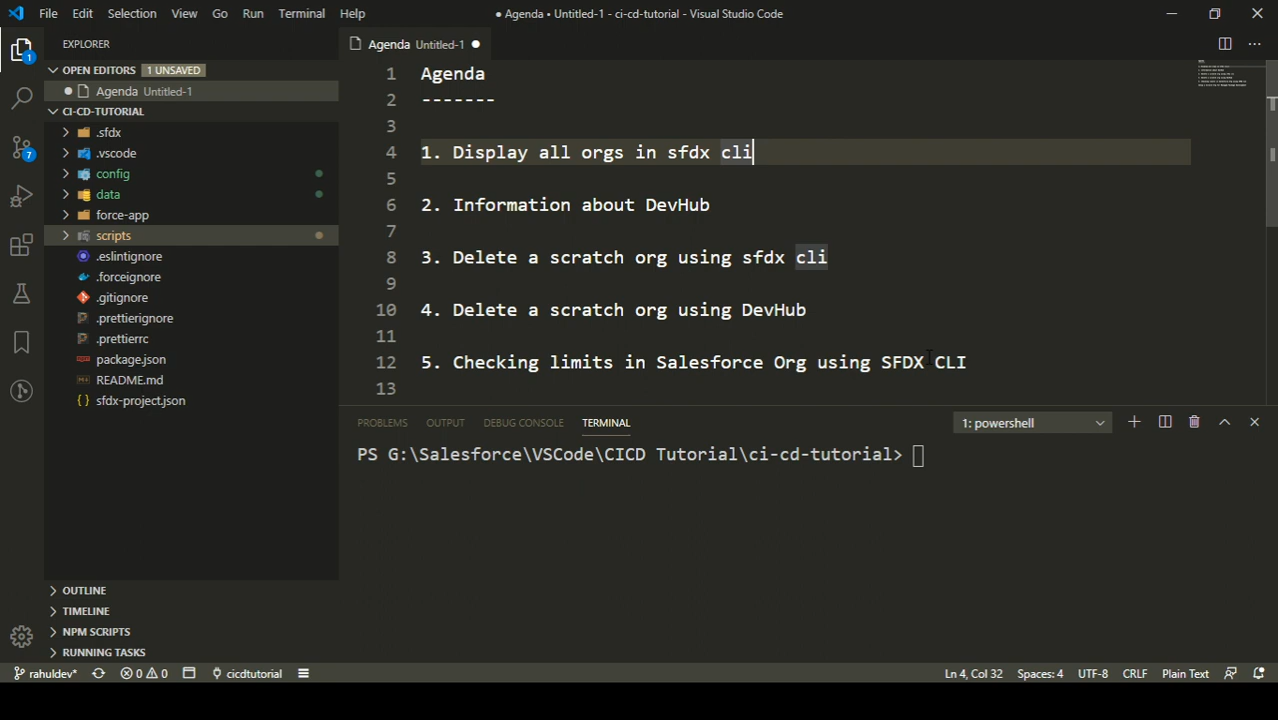 File Edit Selection View Go Run Terminal Help
● Agenda • Untitled-1 - ci-cd-tutorial - Visual Studio Code
EXPLORER
OPEN EDITORS 1 UNSAVED
Agenda Untitled-1
CI-CD-TUTORIAL
.sfdx
.vscode
config
data
force-app
scripts
.eslintignore
.forceignore
.gitignore
.prettierignore
.prettierrc
package.json
README.md
sfdx-project.json
OUTLINE
TIMELINE
NPM SCRIPTS
RUNNING TASKS
1
7
Agenda Untitled-1
1 Agenda
2 -------
3
4 1. Display all orgs in sfdx cli
5
6 2. Information about DevHub
7
8 3. Delete a scratch org using sfdx cli
9
10 4. Delete a scratch org using DevHub
11
12 5. Checking limits in Salesforce Org using SFDX CLI
13
PROBLEMS OUTPUT DEBUG CONSOLE TERMINAL 1: powershell
PS G:\Salesforce\VSCode\CICD Tutorial\ci-cd-tutorial>
rahuldev* 0 0 cicdtutorial Ln 4, Col 32 Spaces: 4 UTF-8 CRLF Plain Text